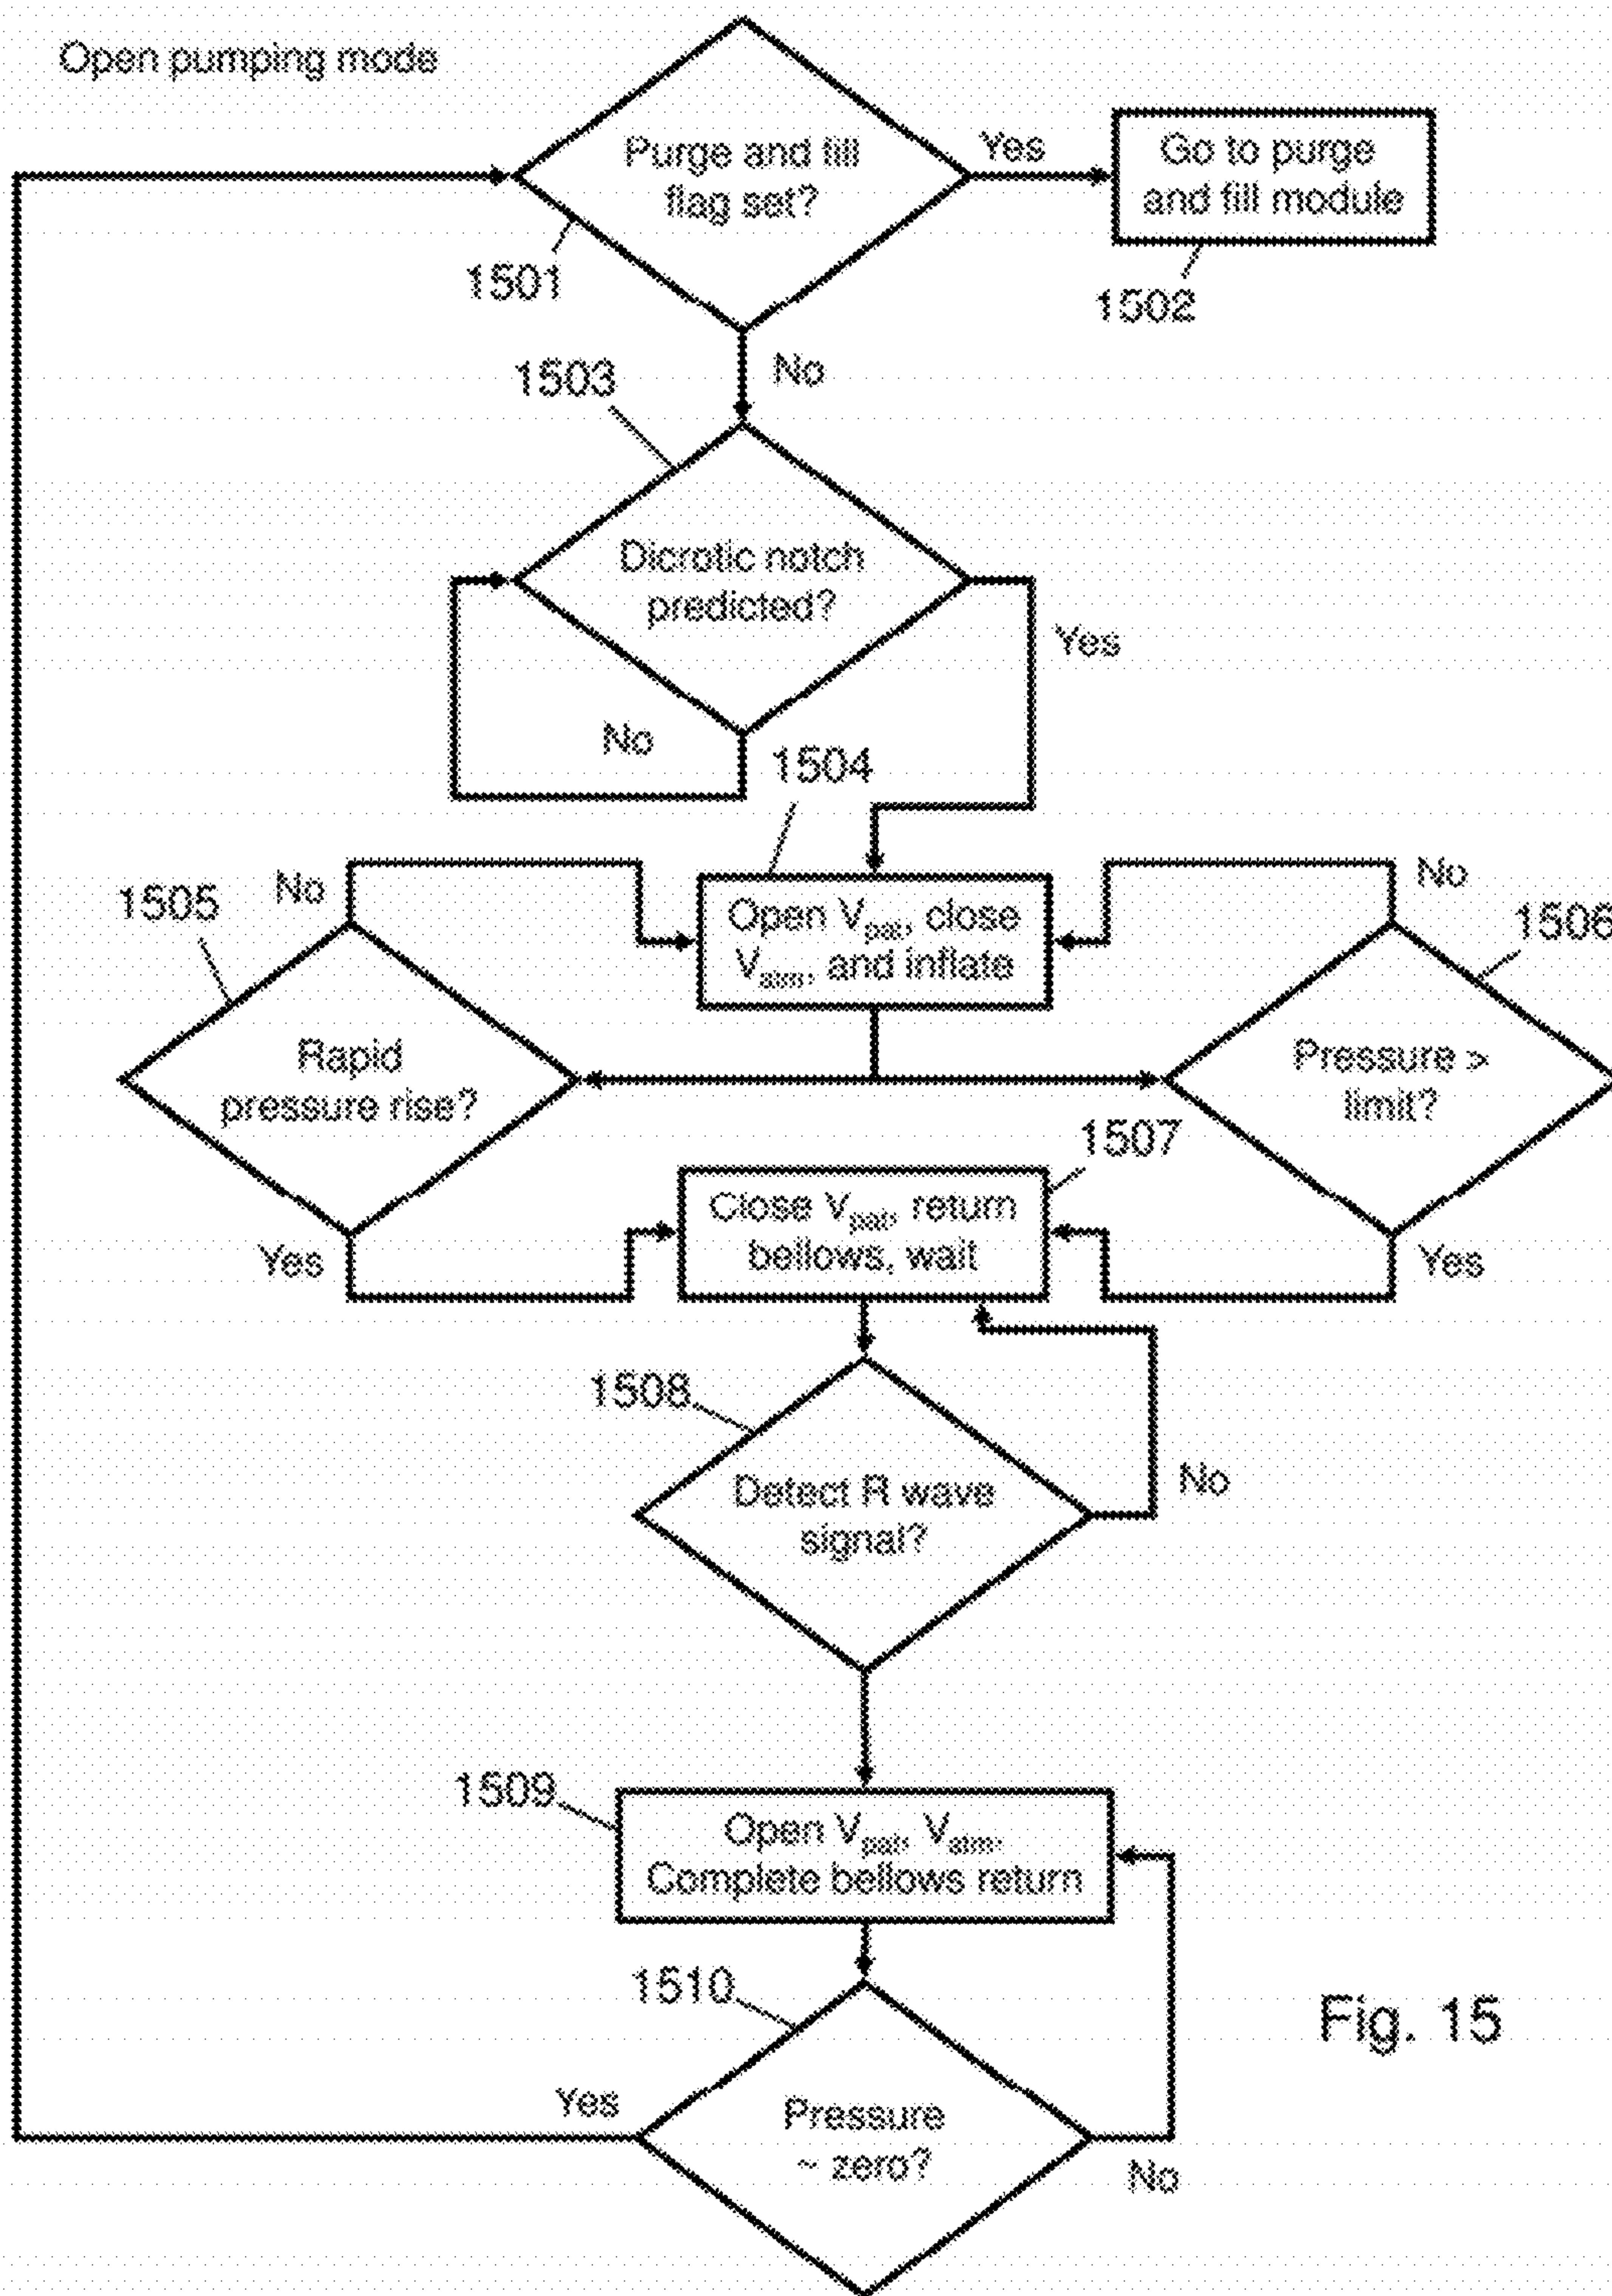 Open pumping mode
Purge and fill
flag set?
Yes
Go to purge
and fill module
1501
1502
No
1503
Dicrotic notch
predicted?
Yes
No
1504
No
1505
Open Vpat, close
Vatm, and inflate
No
1506
Rapid
pressure rise?
Pressure >
limit?
1507
Close Vpat, return
bellows, wait
Yes
Yes
1508
Detect R wave
signal?
No
1509
Open Vpat, Vatm.
Complete bellows return
1510
Fig. 15
Yes
Pressure
~ zero?
No